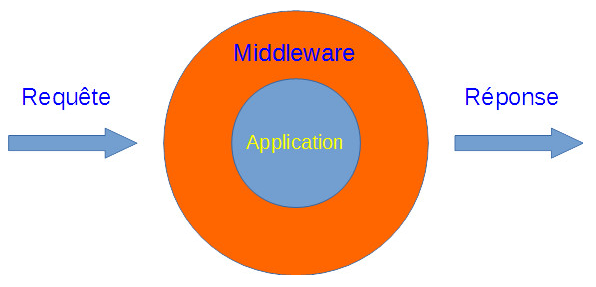 Middleware
Requête
Réponse
Application